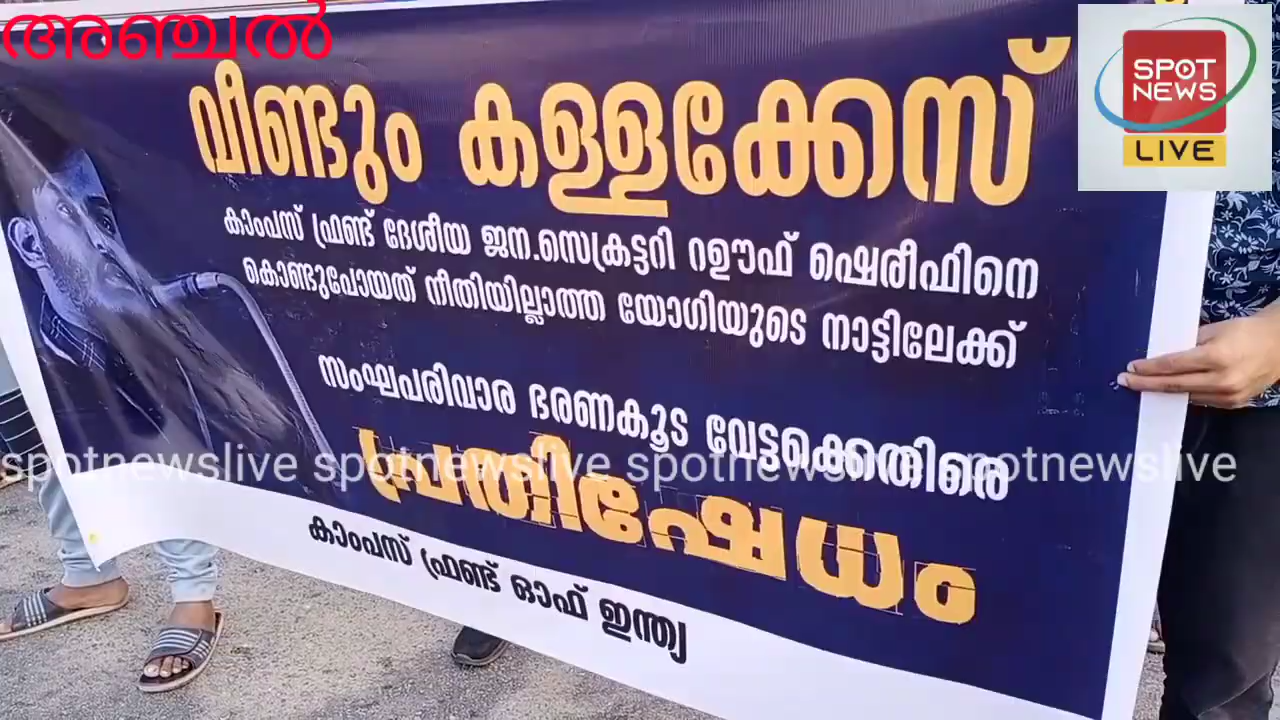 അഞ്ചൽ
SPOT
NEWS
LIVE
വീണ്ടും കള്ളക്കേസ്
കാംപസ് ഫ്രണ്ട് ദേശീയ ജന.സെക്രട്ടറി റഊഫ് ഷെരീഫിനെ
കൊണ്ടുപോയത് നീതിയില്ലാത്ത യോഗിയുടെ നാട്ടിലേക്ക്
സംഘപരിവാര ഭരണകൂട വേട്ടക്കെതിരെ
spotnewslive spotnewslive spotnewslive spotnewslive
പ്രതിഷേധം
കാംപസ് ഫ്രണ്ട് ഓഫ് ഇന്ത്യ